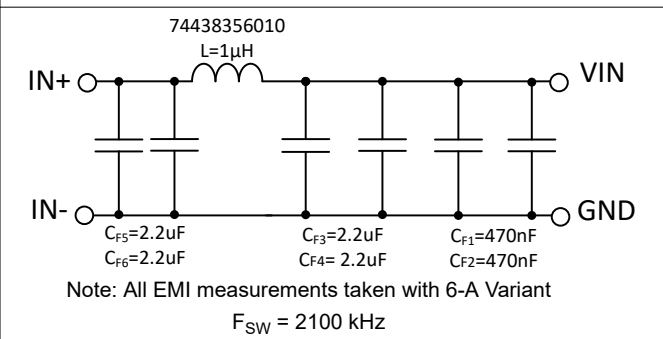 74438356010
L=1µH
IN+
VIN
IN-
GND
CF5=2.2uF
CF6=2.2uF
CF3=2.2uF
CF4= 2.2uF
CF1=470nF
CF2=470nF
Note: All EMI measurements taken with 6-A Variant
FSW = 2100 kHz